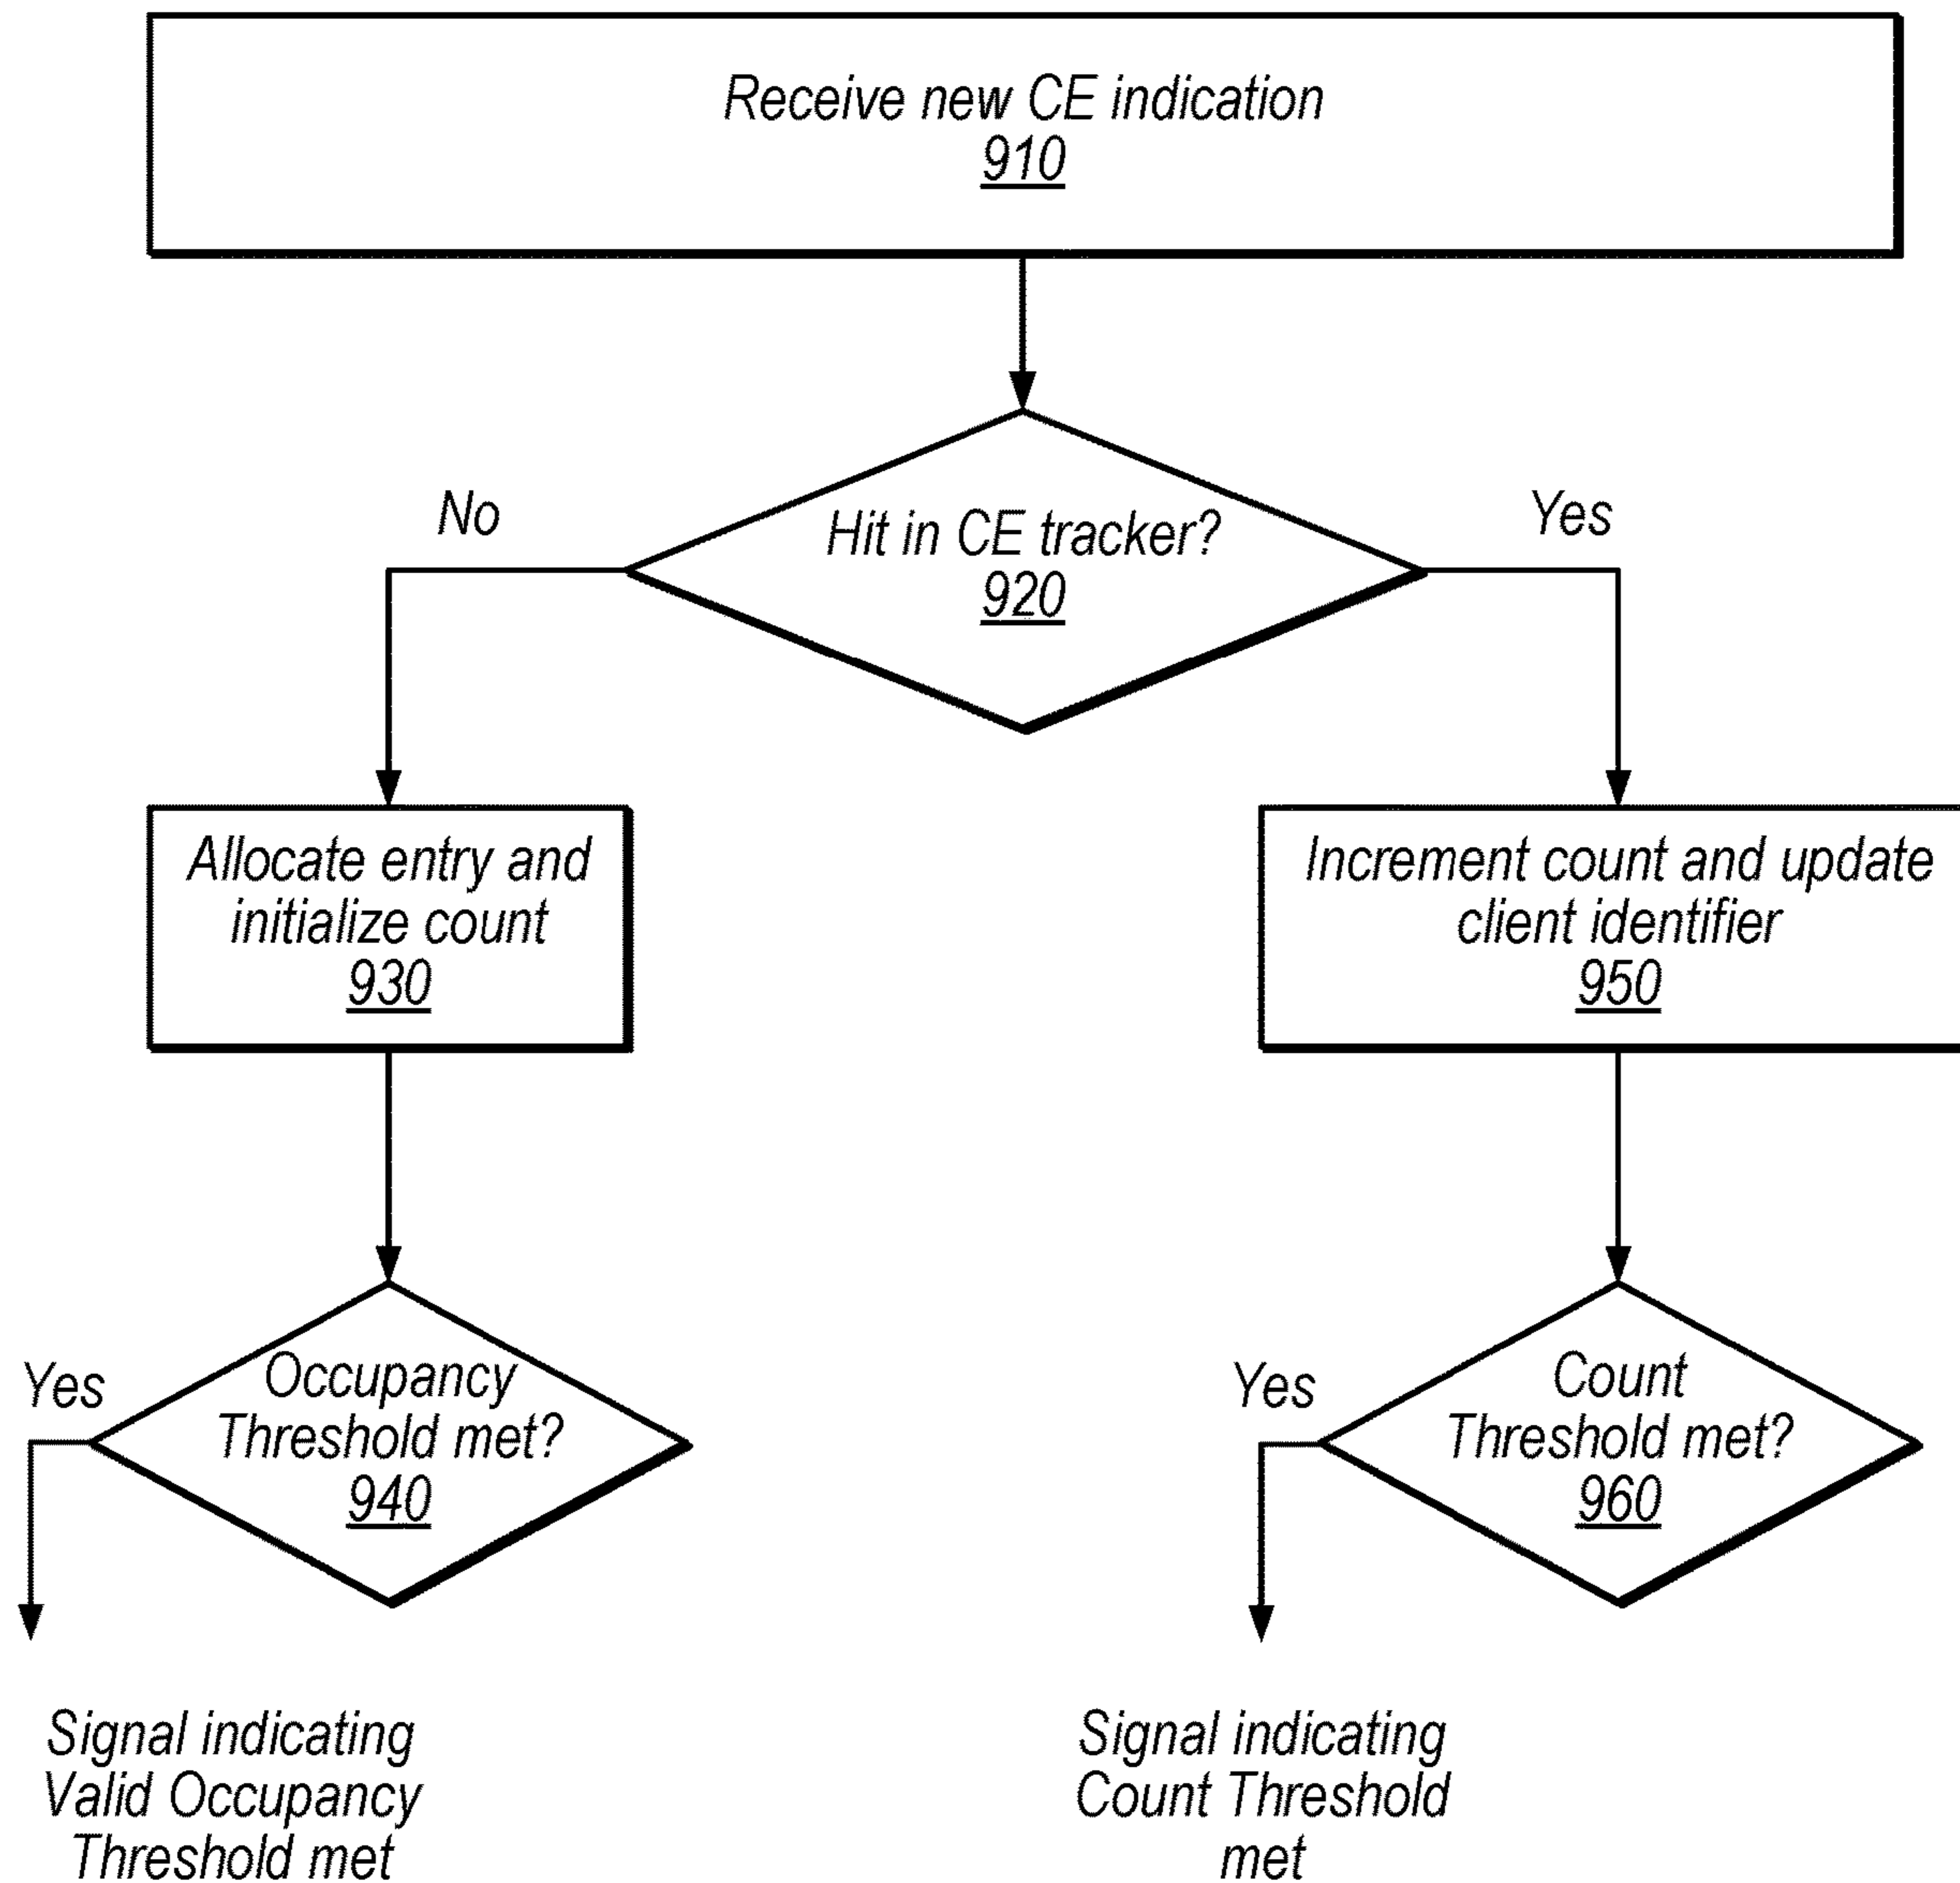 Receive new CE indication
910
No
Hit in CE tracker?
920
Yes
Allocate entry and
initialize count
930
Increment count and update
client identifier
950
Yes
Occupancy
Threshold met?
940
Yes
Count
Threshold met?
960
Signal indicating
Valid Occupancy
Threshold met
Signal indicating
Count Threshold
met